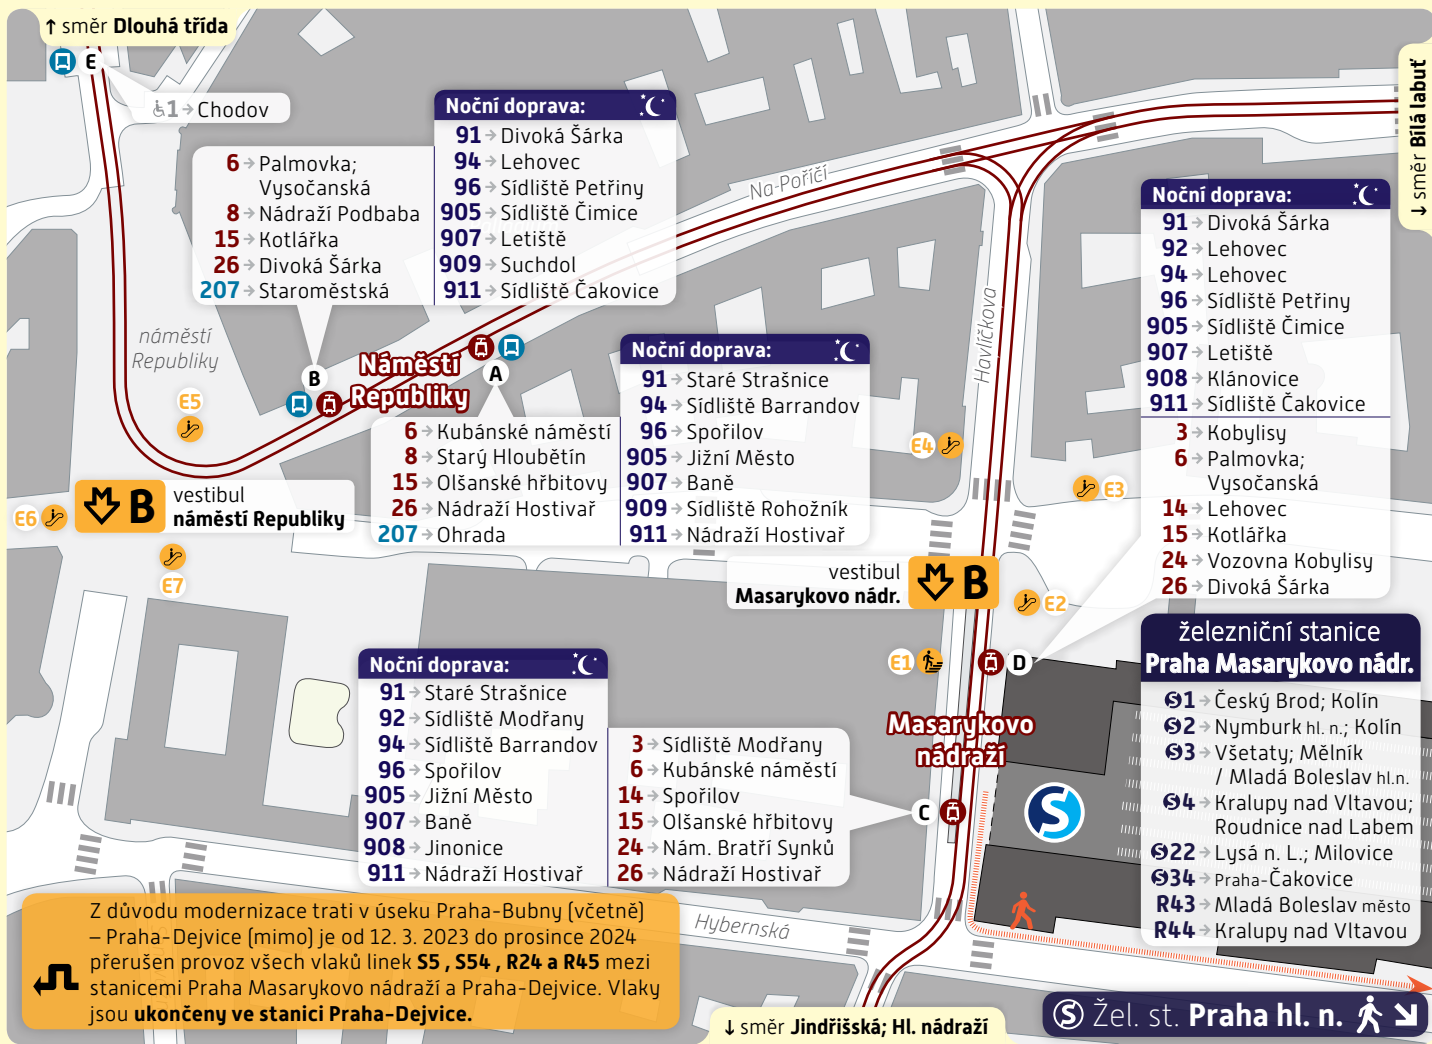 ↑ směr Dlouhá třída
E
1 → Chodov
6 → Palmovka;
Vysočanská
8 → Nádraží Podbaba
15 → Kotlářka
26 → Divoká Šárka
207 → Staroměstská
Noční doprava:
91 → Divoká Šárka
94 → Lehovec
96 → Sídliště Petřiny
905 → Sídliště Čimice
907 → Letiště
909 → Suchdol
911 → Sídliště Čakovice
Na Poříčí
↓ směr Bílá labuť
Noční doprava:
91 → Divoká Šárka
92 → Lehovec
94 → Lehovec
96 → Sídliště Petřiny
905 → Sídliště Čimice
907 → Letiště
908 → Klánovice
911 → Sídliště Čakovice
3 → Kobylisy
6 → Palmovka;
Vysočanská
14 → Lehovec
15 → Kotlářka
24 → Vozovna Kobylisy
26 → Divoká Šárka
náměstí
Republiky
B
Náměstí
Republiky
A
Havlíčkova
6 → Kubánské náměstí
8 → Starý Hloubětín
15 → Olšanské hřbitovy
26 → Nádraží Hostivař
207 → Ohrada
Noční doprava:
91 → Staré Strašnice
94 → Sídliště Barrandov
96 → Spořilov
905 → Jižní Město
907 → Baně
909 → Sídliště Rohožník
911 → Nádraží Hostivař
E5
E4
E3
E6
B
vestibul
náměstí Republiky
E7
vestibul
Masarykovo nádr.
B
E2
E1
D
Masarykovo
nádraží
C
Noční doprava:
91 → Staré Strašnice
92 → Sídliště Modřany
94 → Sídliště Barrandov
96 → Spořilov
905 → Jižní Město
907 → Baně
908 → Jinonice
911 → Nádraží Hostivař
3 → Sídliště Modřany
6 → Kubánské náměstí
14 → Spořilov
15 → Olšanské hřbitovy
24 → Nám. Bratří Synků
26 → Nádraží Hostivař
železniční stanice
Praha Masarykovo nádr.
S1 → Český Brod; Kolín
S2 → Nymburk hl. n.; Kolín
S3 → Všetaty; Mělník
/ Mladá Boleslav hl.n.
S4 → Kralupy nad Vltavou;
Roudnice nad Labem
S22 → Lysá n. L.; Milovice
S34 → Praha-Čakovice
R43 → Mladá Boleslav město
R44 → Kralupy nad Vltavou
S
Hybernská
Z důvodu modernizace trati v úseku Praha-Bubny (včetně)
– Praha-Dejvice (mimo) je od 12. 3. 2023 do prosince 2024
přerušen provoz všech vlaků linek S5 , S54 , R24 a R45 mezi
stanicemi Praha Masarykovo nádraží a Praha-Dejvice. Vlaky
jsou ukončeny ve stanici Praha-Dejvice.
↓ směr Jindřišská; Hl. nádraží
S Žel. st. Praha hl. n.